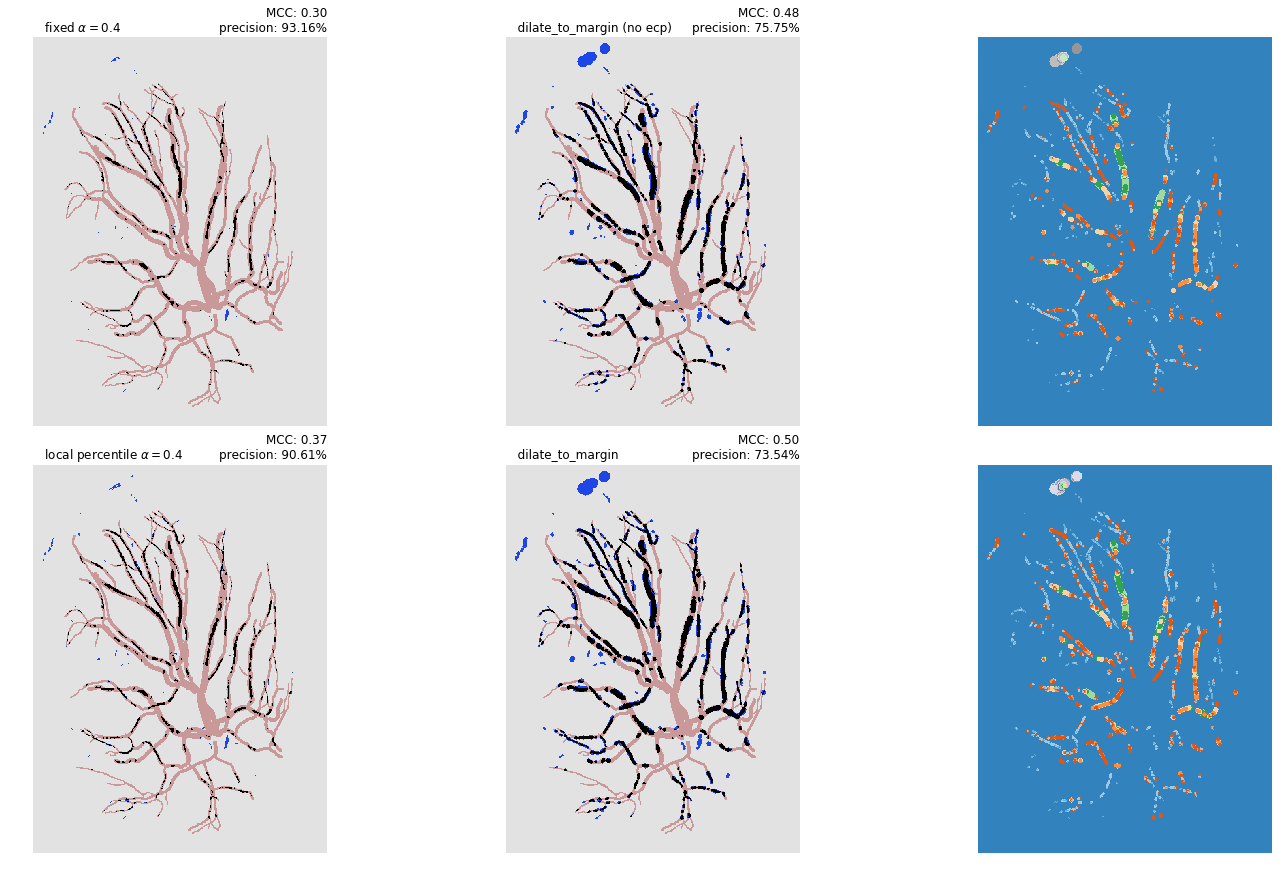 MCC: 0.30
fixed α = 0.4 precision: 93.16%
MCC: 0.48
dilate_to_margin (no ecp) precision: 75.75%
MCC: 0.37
local percentile α = 0.4 precision: 90.61%
MCC: 0.50
dilate_to_margin precision: 73.54%